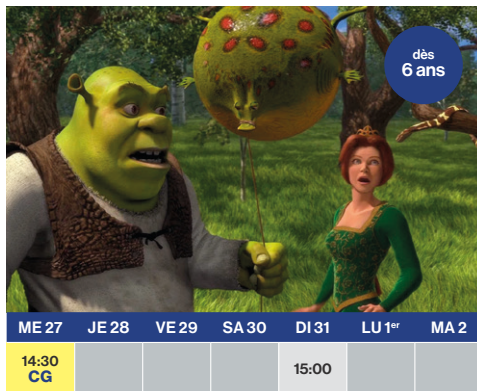 dès
6 ans
ME 27 JE 28 VE 29 SA 30 DI 31 LU 1er MA 2
14:30 15:00
CG